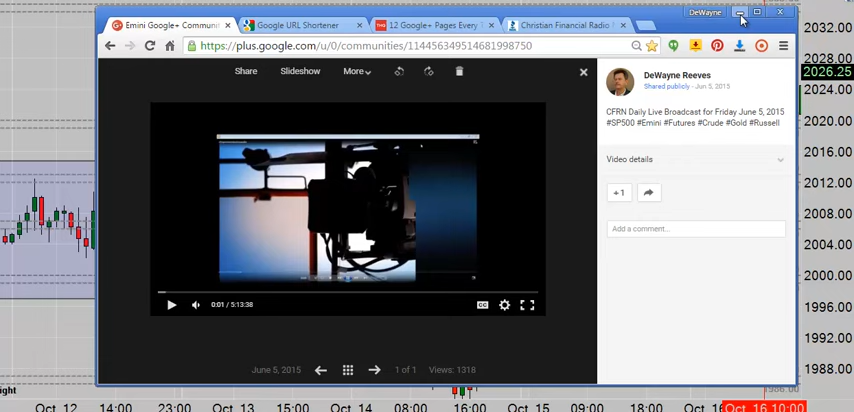 DeWayne
Emini Google+ Communi
Google URL Shortener
12 Google+ Pages Every T
Christian Financial Radio
https://plus.google.com/u/0/communities/114456349514681998750
Share Slideshow More
DeWayne Reeves
Shared publicly - Jun 5, 2015
CFRN Daily Live Broadcast for Friday June 5, 2015
#SP500 #Emini #Futures #Crude #Gold #Russell
Video details
+1
Add a comment...
0:01 / 5:13:38
CC
June 5, 2015 1 of 1 Views: 1318
2032.00
2028.00
2026.25
2024.00
2020.00
2016.00
2012.00
2008.00
2004.00
2000.00
1996.00
1992.00
1988.00
1986.00
ight
Oct. 12 14:00 23:00 Oct. 13 15:00 Oct. 14 08:00 16:00 Oct. 15 09:00 18:00 Oct. 16 Oct. 16 10:00